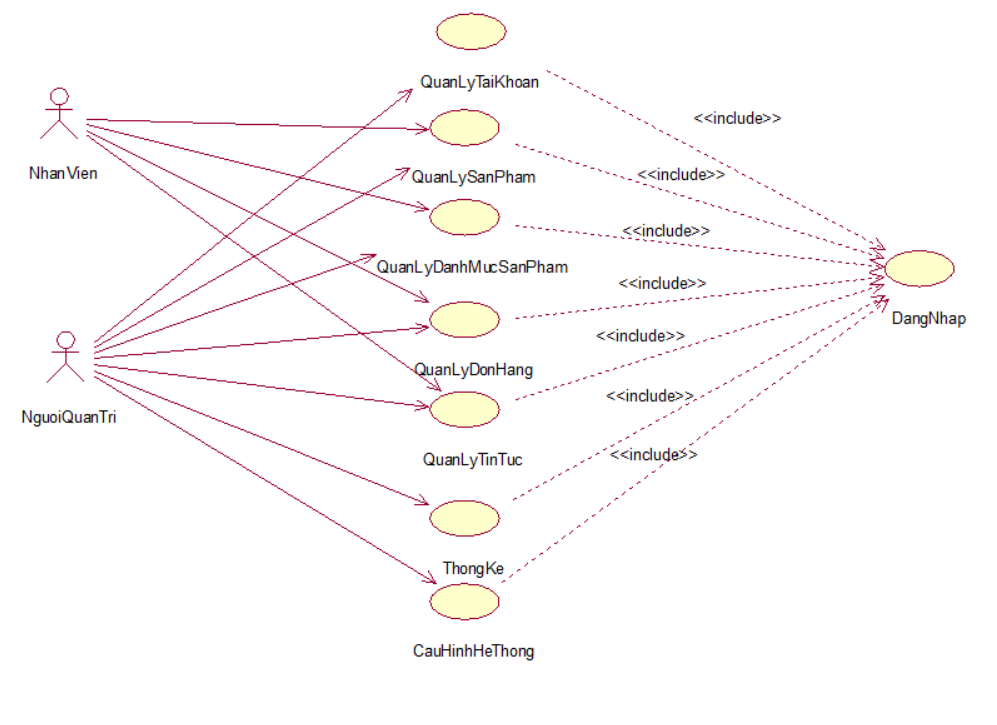 QuanLyTaiKhoan
<<include>>
NhanVien
QuanLySanPham
<<include>>
<<include>>
QuanLyDanhMucSanPham
<<include>>
DangNhap
<<include>>
QuanLyDonHang
NguoiQuanTri
<<include>>
QuanLyTinTuc
<<include>>
ThongKe
CauHinhHeThong